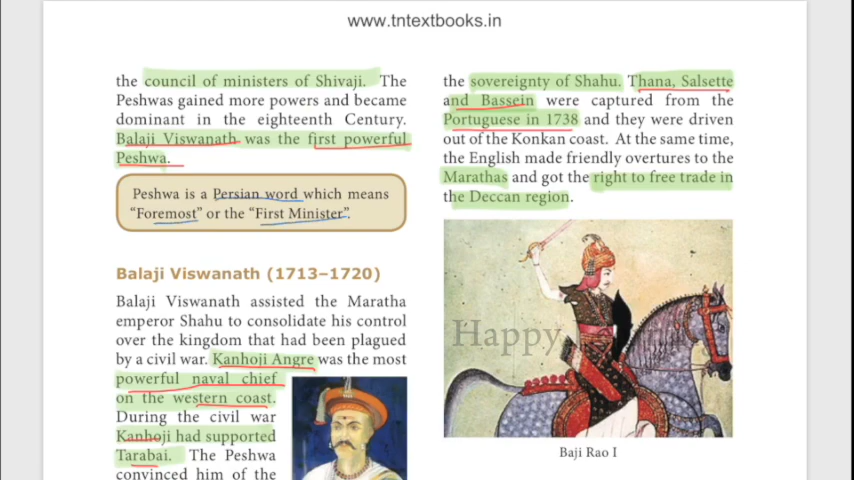 www.tntextbooks.in
the council of ministers of Shivaji. The
Peshwas gained more powers and became
dominant in the eighteenth Century.
Balaji Viswanath was the first powerful
Peshwa.
Peshwa is a Persian word which means
“Foremost” or the “First Minister”.
Balaji Viswanath (1713–1720)
Balaji Viswanath assisted the Maratha
emperor Shahu to consolidate his control
over the kingdom that had been plagued
by a civil war. Kanhoji Angre was the most
powerful naval chief
on the western coast.
During the civil war
Kanhoji had supported
Tarabai. The Peshwa
convinced him of the
the sovereignty of Shahu. Thana, Salsette
and Bassein were captured from the
Portuguese in 1738 and they were driven
out of the Konkan coast. At the same time,
the English made friendly overtures to the
Marathas and got the right to free trade in
the Deccan region.
Happy
Baji Rao I